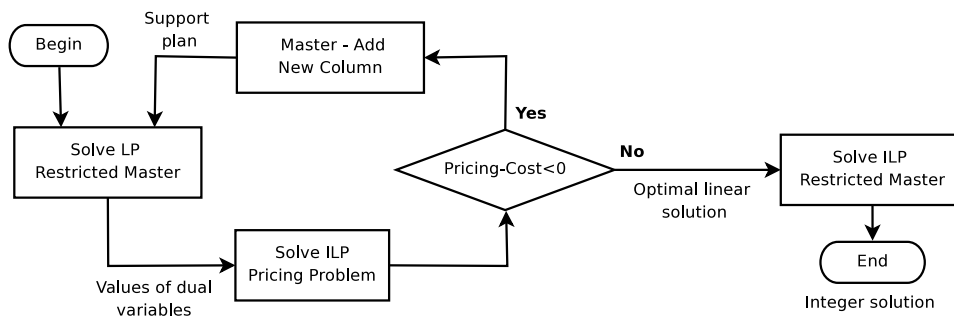 Begin
Support
plan
Master - Add
New Column
Solve LP
Restricted Master
Values of dual
variables
Solve ILP
Pricing Problem
Yes
Pricing-Cost<0
No
Optimal linear
solution
Solve ILP
Restricted Master
End
Integer solution